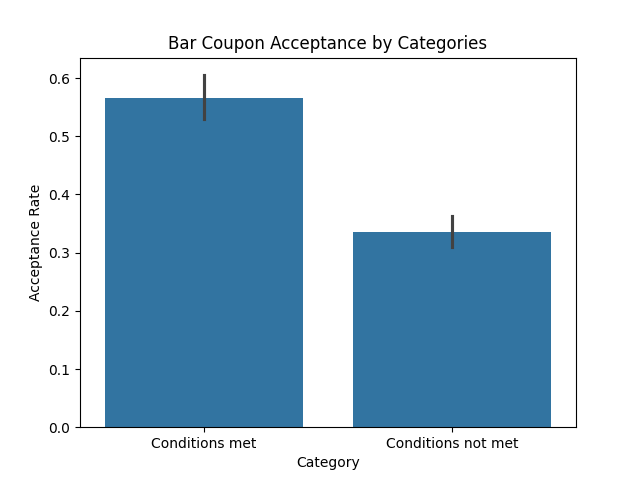 Bar Coupon Acceptance by Categories
0.6
0.5
0.4
0.3
0.2
0.1
0.0
Acceptance Rate
Conditions met
Conditions not met
Category